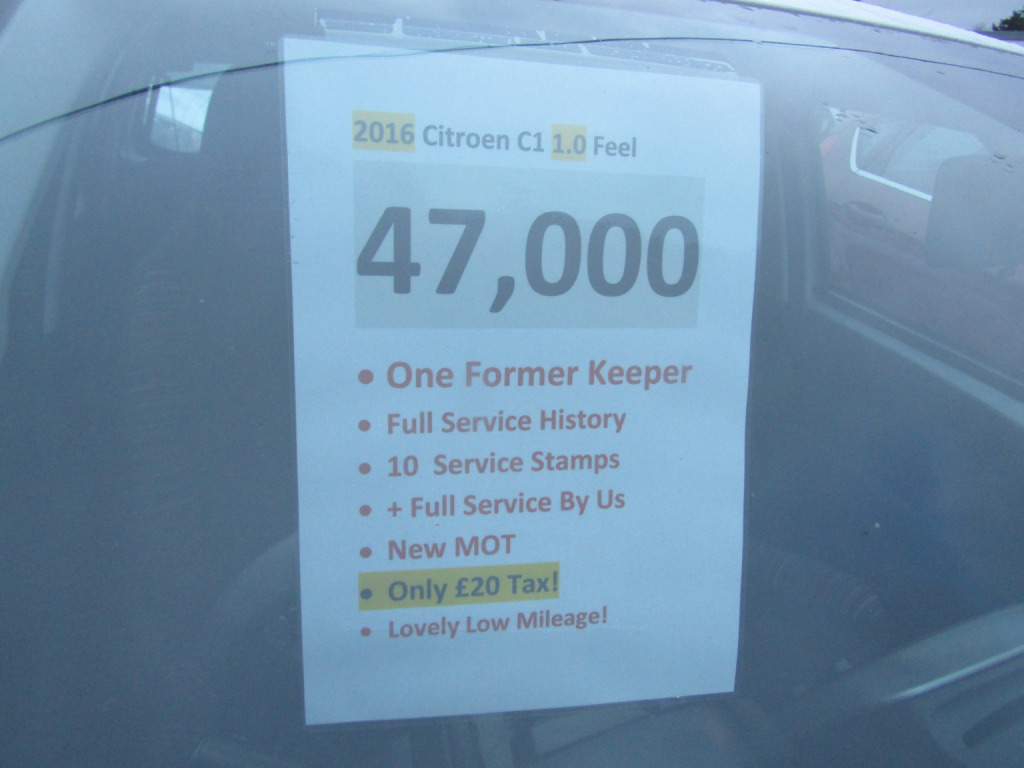 2016 Citroen C1 1.0 Feel
47,000
• One Former Keeper
• Full Service History
• 10 Service Stamps
• + Full Service By Us
• New MOT
• Only £20 Tax!
• Lovely Low Mileage!